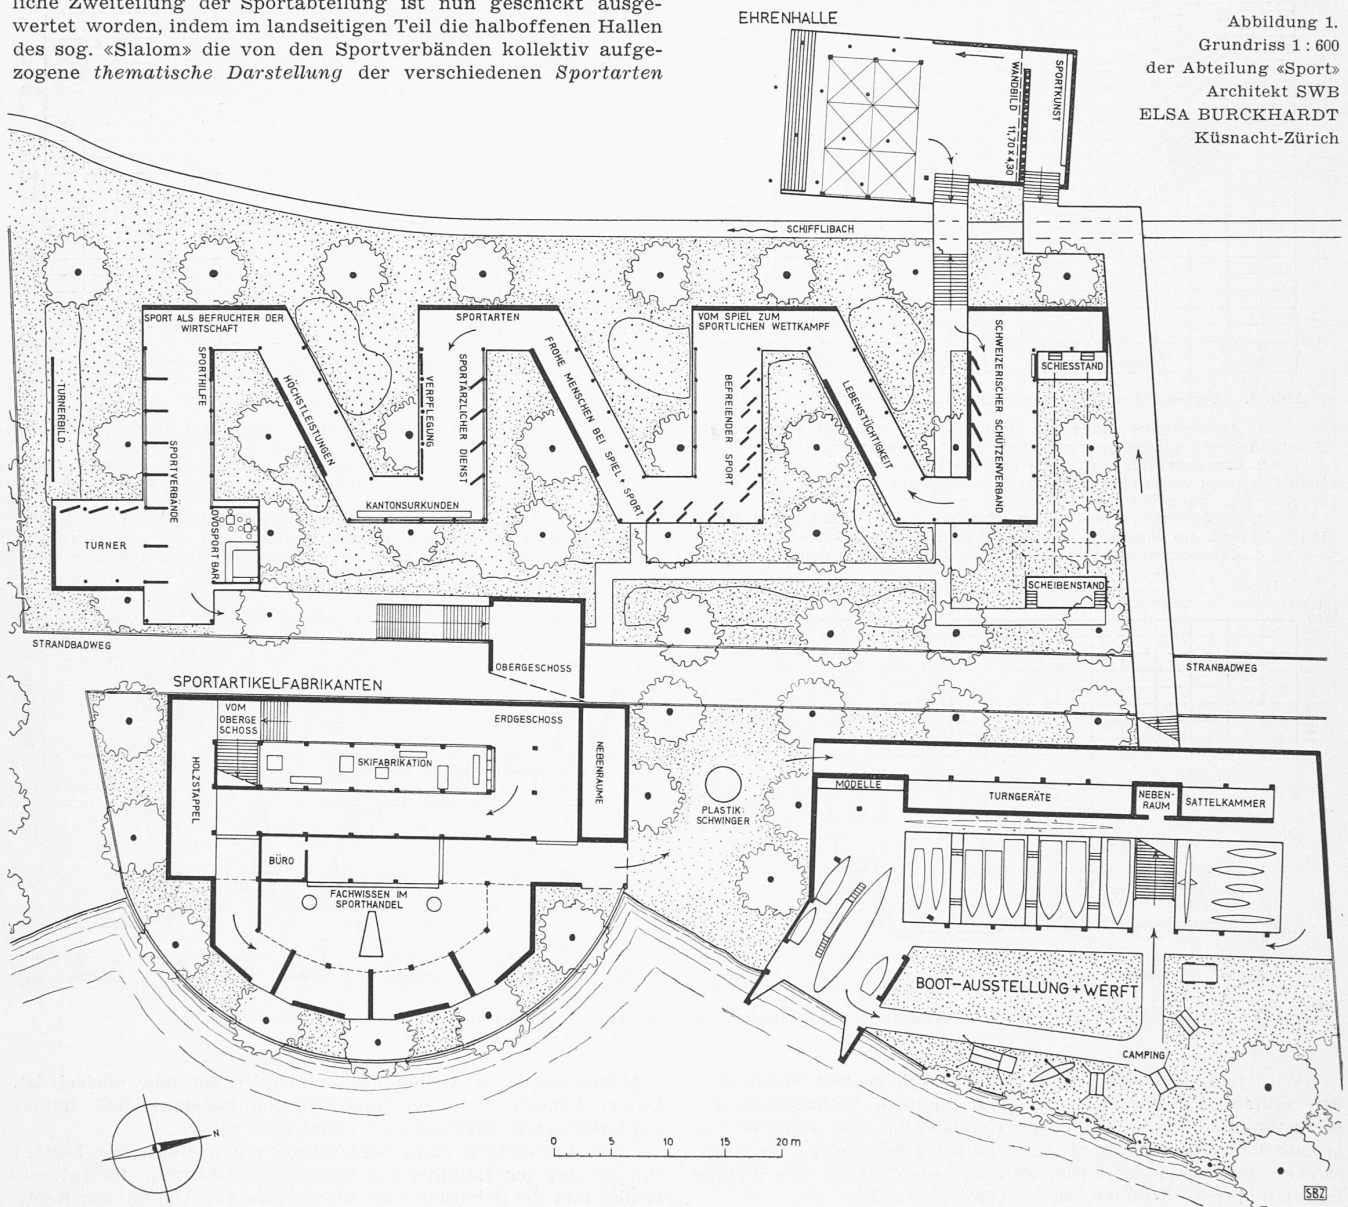 liche Zweiteilung der Sportabteilung ist nun geschickt ausge-
wertet worden, indem im landseitigen Teil die halboffenen Hallen
des sog. «Slalom» die von den Sportverbänden kollektiv aufge-
zogene thematische Darstellung der verschiedenen Sportarten
EHRENHALLE
Abbildung 1.
Grundriss 1 : 600
der Abteilung «Sport»
Architekt SWB
ELSA BURCKHARDT
Küsnacht-Zürich
SPORTKUNST
WANDBILD 11,70 x 4,30
SCHIFFLIBACH
SPORT ALS BEFRUCHTER DER
WIRTSCHAFT
SPORTARTEN
VOM SPIEL ZUM
SPORTLICHEN WETTKAMPF
TURNERBILD
SPORTHILFE
SPORTVERBÄNDE
HÖCHSTLEISTUNGEN
VERPFLEGUNG
SPORTÄRZLICHER DIENST
FROHE MENSCHEN BEI SPIEL + SPORT
BEFREIENDER SPORT
LEBENSTÜCHTIGKEIT
SCHWEIZERISCHER SCHÜTZENVERBAND
SCHIESSTAND
KANTONSURKUNDEN
TURNER
OVOSPORT BAR
SCHEIBENSTAND
STRANDBADWEG
OBERGESCHOSS
STRANBADWEG
SPORTARTIKELFABRIKANTEN
VOM
OBERGE
SCHOSS
ERDGESCHOSS
HOLZSTAPPEL
SKIFABRIKATION
NEBENRÄUME
BÜRO
FACHWISSEN IM
SPORTHANDEL
PLASTIK:
SCHWINGER
MODELLE
TURNGERÄTE
NEBEN-
RAUM
SATTELKAMMER
BOOT-AUSSTELLUNG + WERFT
CAMPING
N
0 5 10 15 20 m
SBZ